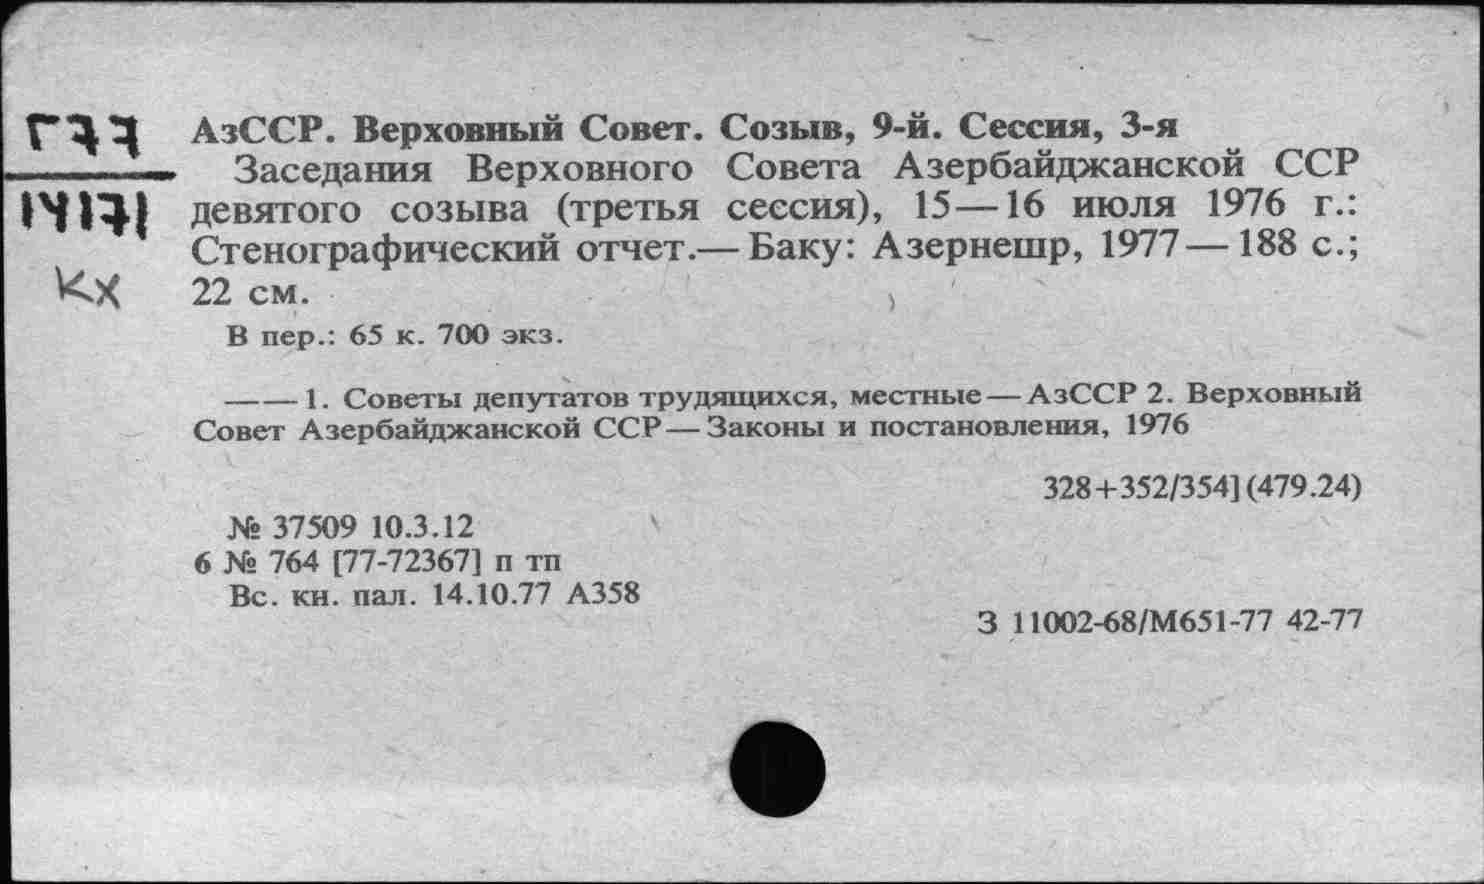 Г77
АзССР. Верховный Совет. Созыв, 9-й. Сессия, 3-я
Заседания Верховного Совета Азербайджанской ССР
14171
девятого созыва (третья сессия), 15—16 июля 1976 г.:
Стенографический отчет.—Баку: Азернешр, 1977—188 с.;
Кх
22 см.
В пер.: 65 к. 700 экз.
——1. Советы депутатов трудящихся, местные—АзССР 2. Верховный
Совет Азербайджанской ССР—Законы и постановления, 1976
328+352/354] (479.24)
№ 37509 10.3.12
6 № 764 [77-72367] п тп
Вс. кн. пал. 14.10.77 А358
З 11002-68/М651-77 42-77